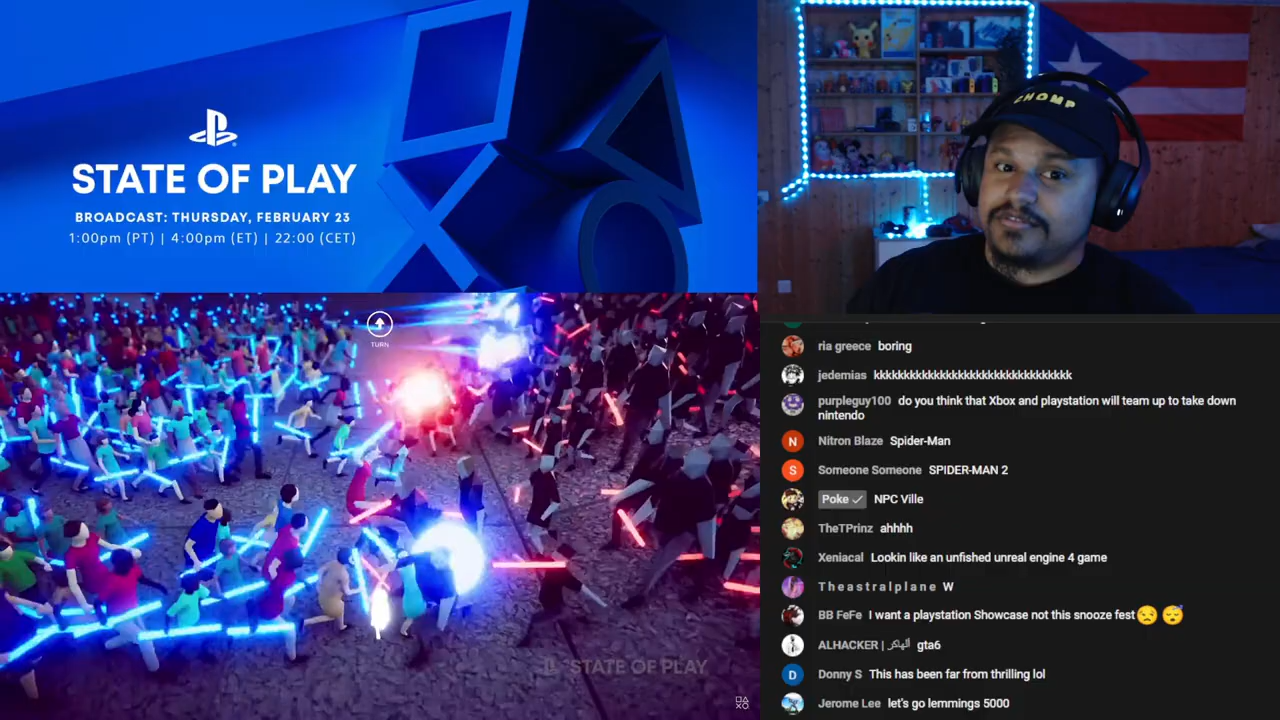 STATE OF PLAY
BROADCAST: THURSDAY, FEBRUARY 23
1:00pm (PT) | 4:00pm (ET) | 22:00 (CET)
CHOMP
TURN
STATE OF PLAY
ria greece boring
jedemias kkkkkkkkkkkkkkkkkkkkkkkkkkkkkkkkk
purpleguy100 do you think that Xbox and playstation will team up to take down
nintendo
Nitron Blaze Spider-Man
Someone Someone SPIDER-MAN 2
Poke NPC Ville
TheTPrinz ahhhh
Xeniacal Lookin like an unfished unreal engine 4 game
T h e a s t r a l p l a n e W
BB FeFe I want a playstation Showcase not this snooze fest😒 😴
ALHACKER | الهاكر gta6
Donny S This has been far from thrilling lol
Jerome Lee let's go lemmings 5000